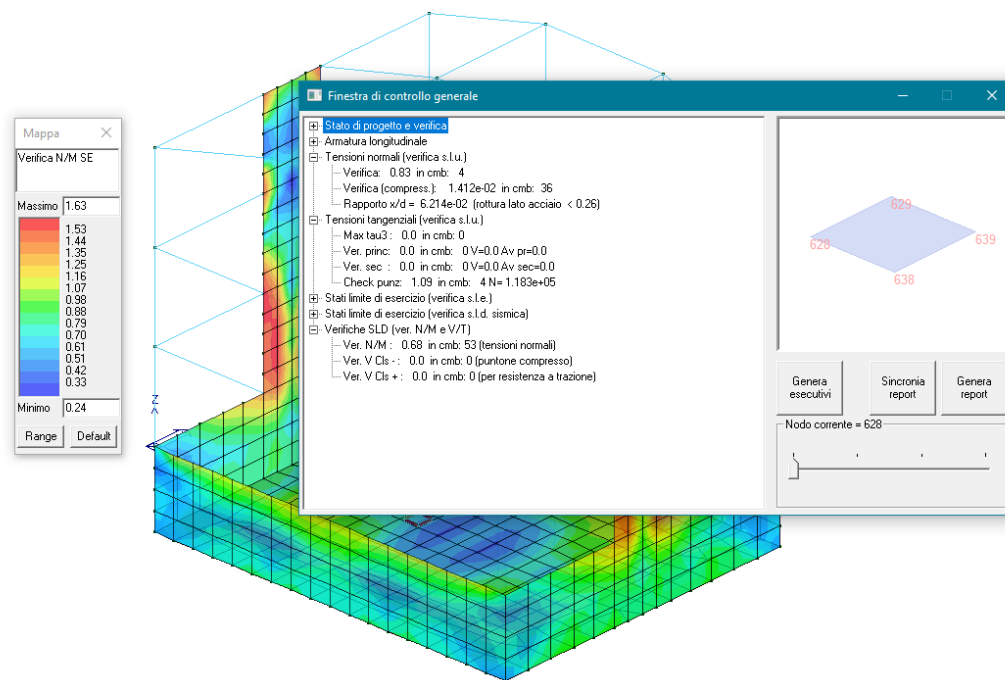 Mappa
Verifica N/M SE
Massimo 1.63
1.53
1.44
1.35
1.25
1.16
1.07
0.98
0.88
0.79
0.70
0.61
0.51
0.42
0.33
Minimo 0.24
Range Default
Z
Finestra di controllo generale
Stato di progetto e verifica
Armatura longitudinale
Tensioni normali (verifica s.l.u.)
Verifica: 0.83 in cmb: 4
Verifica (compress.): 1.412e-02 in cmb: 36
Rapporto x/d = 6.214e-02 (rottura lato acciaio < 0.26)
Tensioni tangenziali (verifica s.l.u.)
Max tau3 : 0.0 in cmb: 0
Ver. princ: 0.0 in cmb: 0 V=0.0 Av pr=0.0
Ver. sec : 0.0 in cmb: 0 V=0.0 Av sec=0.0
Check punz: 1.09 in cmb: 4 N= 1.183e+05
Stati limite di esercizio (verifica s.l.e.)
Stati limite di esercizio (verifica s.l.d. sismica)
Verifiche SLD (ver. N/M e V/T)
Ver. N/M : 0.68 in cmb: 53 (tensioni normali)
Ver. V Cls - : 0.0 in cmb: 0 (puntone compresso)
Ver. V Cls + : 0.0 in cmb: 0 (per resistenza a trazione)
629
628
639
638
Genera esecutivi
Sincronia report
Genera report
Nodo corrente = 628